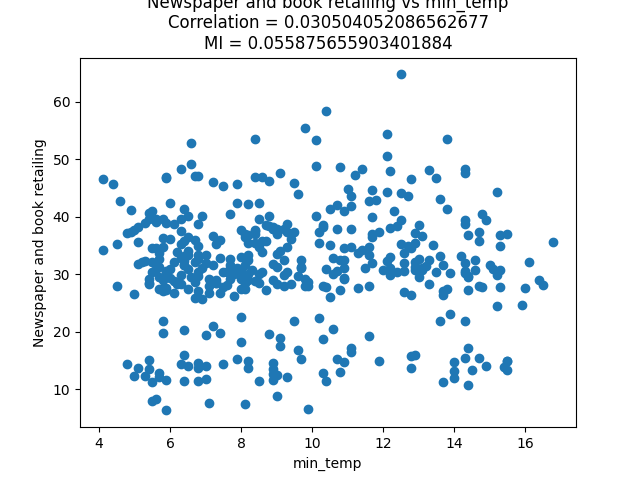 Newspaper and book retailing vs min_temp
Correlation = 0.030504052086562677
MI = 0.055875655903401884
60
50
40
30
20
10
Newspaper and book retailing
4 6 8 10 12 14 16
min_temp